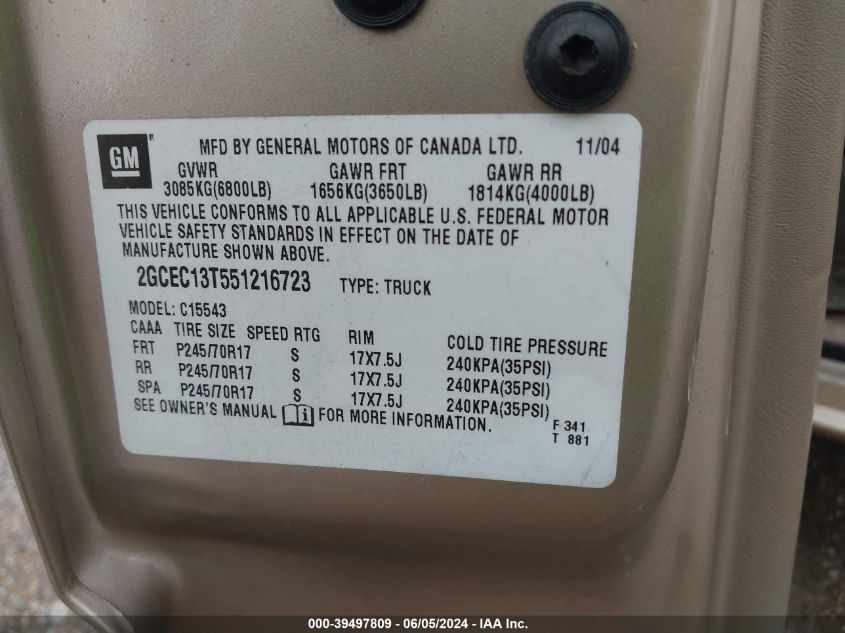 GM ® MFD BY GENERAL MOTORS OF CANADA LTD. 11/04
GVWR GAWR FRT GAWR RR
3085KG(6800LB) 1656KG(3650LB) 1814KG(4000LB)
THIS VEHICLE CONFORMS TO ALL APPLICABLE U.S. FEDERAL MOTOR
VEHICLE SAFETY STANDARDS IN EFFECT ON THE DATE OF
MANUFACTURE SHOWN ABOVE.
2GCEC13T551216723 TYPE: TRUCK
MODEL: C15543
CAAA TIRE SIZE SPEED RTG RIM COLD TIRE PRESSURE
FRT P245/70R17 S 17X7.5J 240KPA(35PSI)
RR P245/70R17 S 17X7.5J 240KPA(35PSI)
SPA P245/70R17 S 17X7.5J 240KPA(35PSI)
SEE OWNER'S MANUAL i FOR MORE INFORMATION.
F 341
T 881
000-39497809 - 06/05/2024 - IAA Inc.